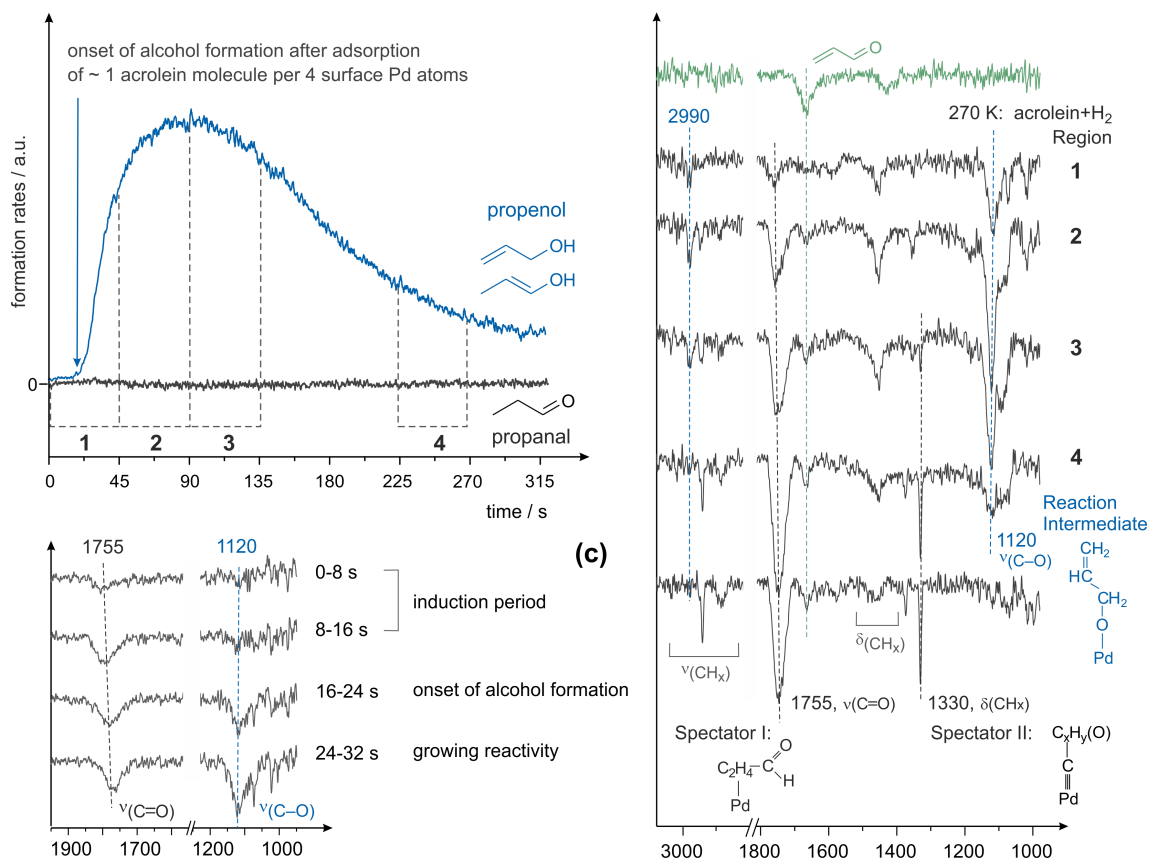 onset of alcohol formation after adsorption
of ~ 1 acrolein molecule per 4 surface Pd atoms
formation rates / a.u.
propenol
OH
OH
0
O
propanal
1 2 3 4
0 45 90 135 180 225 270 315
time / s
1755 1120
0-8 s
induction period
8-16 s
16-24 s onset of alcohol formation
24-32 s growing reactivity
ν(C=O) ν(C–O)
1900 1700 1200 1000
(c)
O
2990 270 K: acrolein+H2
Region
1
2
3
4
Reaction
Intermediate
1120
ν(C–O)
CH2
HC
CH2
O
Pd
δ(CHx)
ν(CHx)
1755, ν(C=O) 1330, δ(CHx)
Spectator I: Spectator II:
O
C2H4 C
H
Pd
CxHy(O)
C
Pd
3000 1800 1600 1400 1200 1000